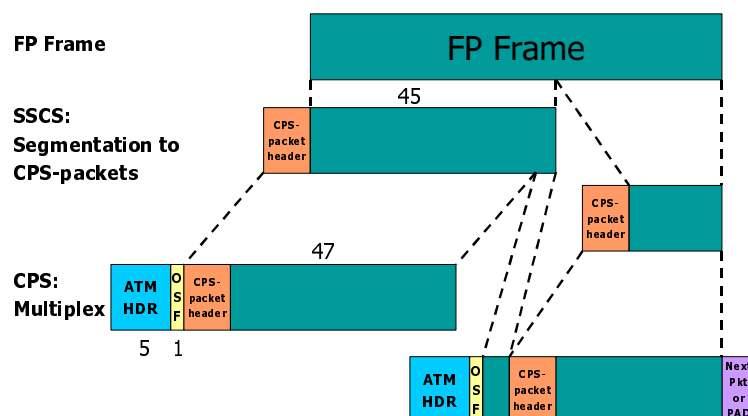 FP Frame
FP Frame
SSCS:
Segmentation to
CPS-packets
45
CPS-
packet
header
CPS-
packet
header
CPS:
Multiplex
47
ATM
HDR
O
S
F
CPS-
packet
header
5
1
ATM
HDR
O
S
F
CPS-
packet
header
Next
Pkt
or
PAD